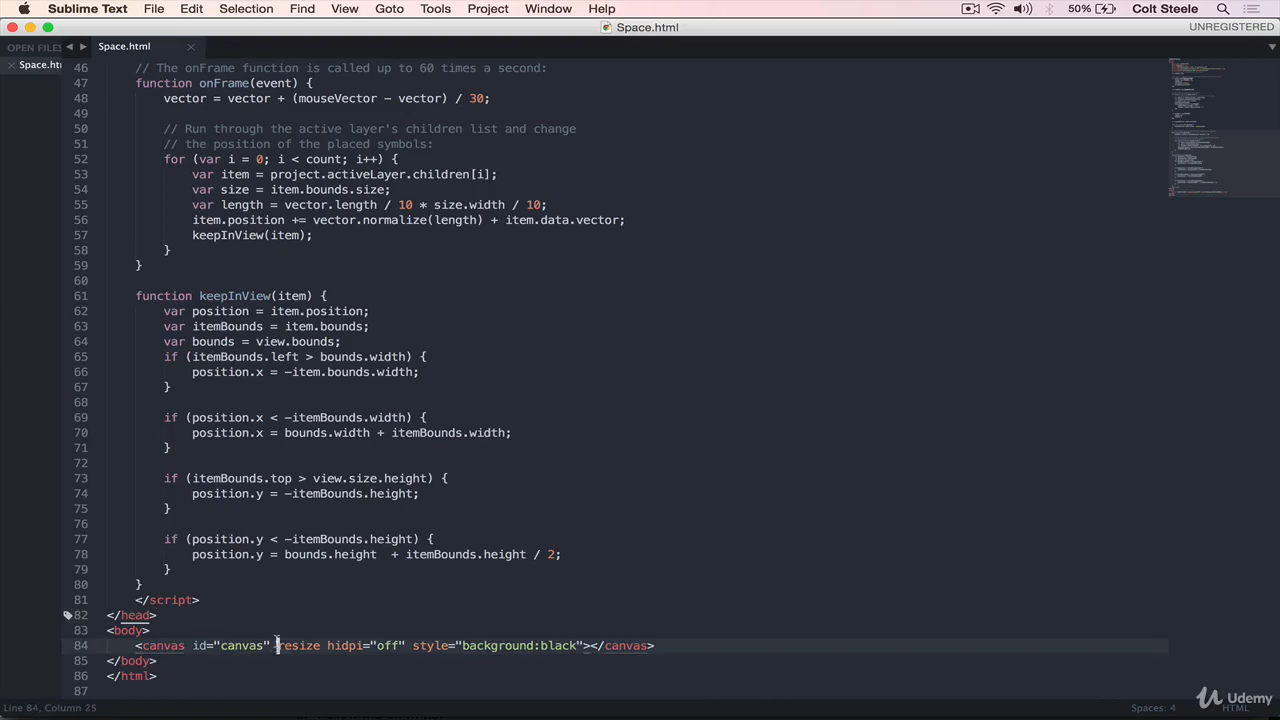 Sublime Text File Edit Selection Find View Goto Tools Project Window Help 50% Colt Steele
Space.html UNREGISTERED
OPEN FILES Space.html
Space.htm
46 // The onFrame function is called up to 60 times a second:
47 function onFrame(event) {
48 vector = vector + (mouseVector - vector) / 30;
49
50 // Run through the active layer's children list and change
51 // the position of the placed symbols:
52 for (var i = 0; i < count; i++) {
53 var item = project.activeLayer.children[i];
54 var size = item.bounds.size;
55 var length = vector.length / 10 * size.width / 10;
56 item.position += vector.normalize(length) + item.data.vector;
57 keepInView(item);
58 }
59 }
60
61 function keepInView(item) {
62 var position = item.position;
63 var itemBounds = item.bounds;
64 var bounds = view.bounds;
65 if (itemBounds.left > bounds.width) {
66 position.x = -item.bounds.width;
67 }
68
69 if (position.x < -itemBounds.width) {
70 position.x = bounds.width + itemBounds.width;
71 }
72
73 if (itemBounds.top > view.size.height) {
74 position.y = -itemBounds.height;
75 }
76
77 if (position.y < -itemBounds.height) {
78 position.y = bounds.height  + itemBounds.height / 2;
79 }
80 }
81 </script>
82 </head>
83 <body>
84 <canvas id="canvas" resize hidpi="off" style="background:black"></canvas>
85 </body>
86 </html>
87
Line 84, Column 25 Spaces: 4 HTML
Udemy